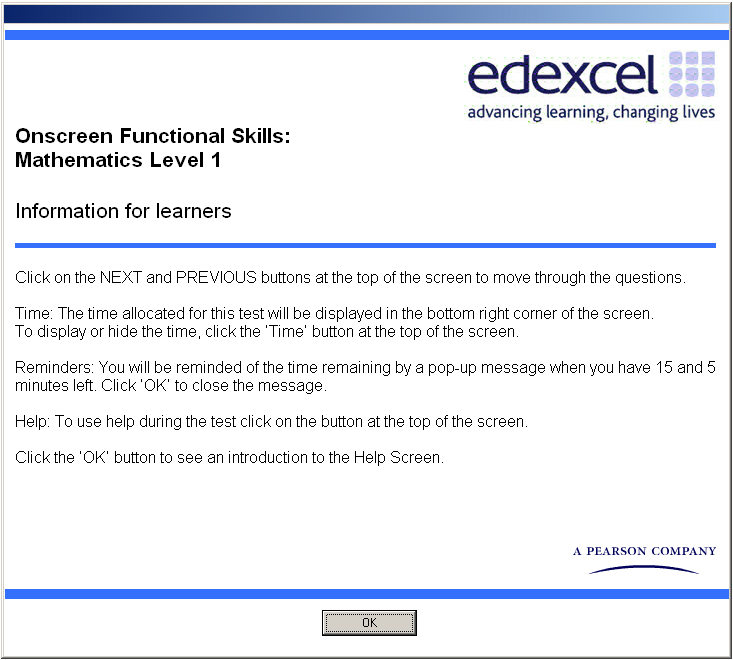 edexcel
advancing learning, changing lives
Onscreen Functional Skills:
Mathematics Level 1
Information for learners
Click on the NEXT and PREVIOUS buttons at the top of the screen to move through the questions.
Time: The time allocated for this test will be displayed in the bottom right corner of the screen.
To display or hide the time, click the 'Time' button at the top of the screen.
Reminders: You will be reminded of the time remaining by a pop-up message when you have 15 and 5
minutes left. Click 'OK' to close the message.
Help: To use help during the test click on the button at the top of the screen.
Click the 'OK' button to see an introduction to the Help Screen.
A PEARSON COMPANY
OK